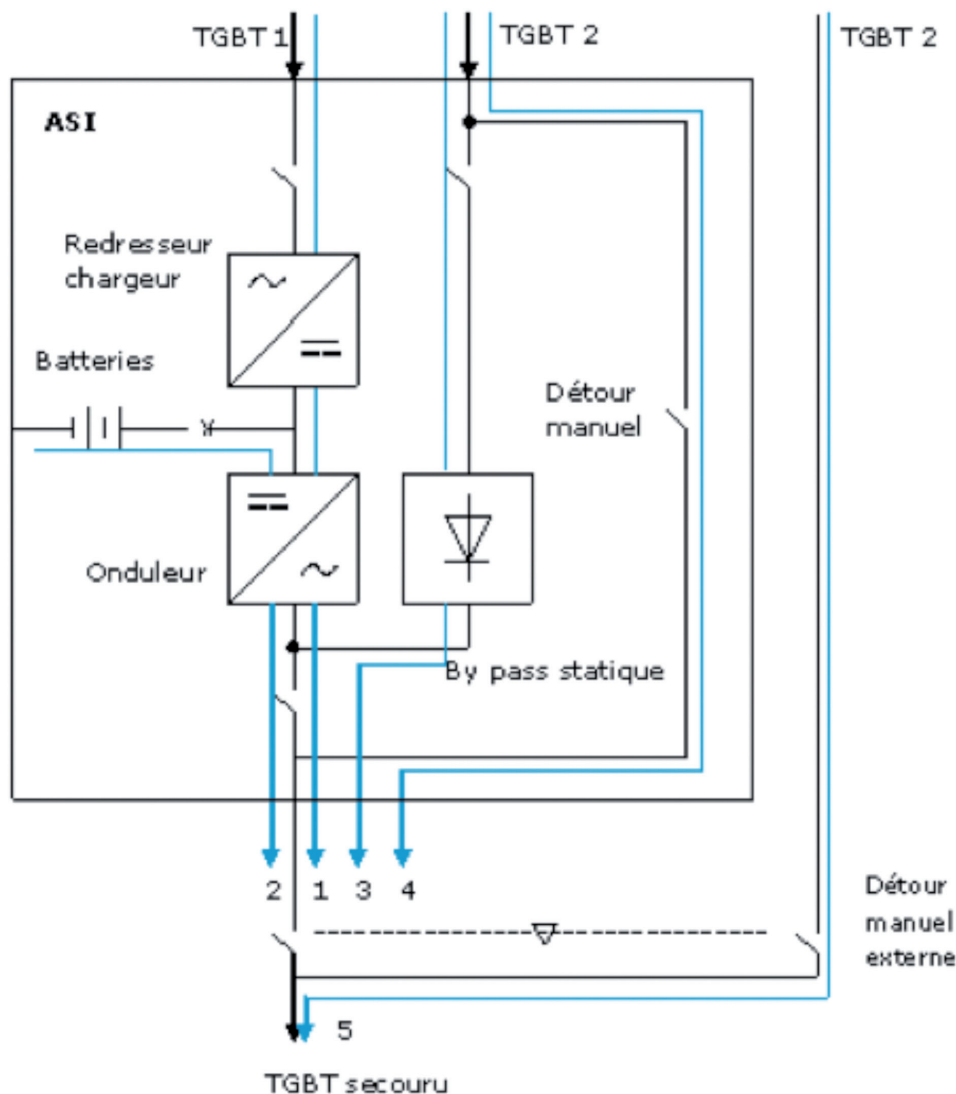 TGBT 1
TGBT 2
TGBT 2
ASI
Redresseur
chargeur
Batteries
Détour
manuel
Onduleur
By pass statique
2
1
3
4
Détour
manuel
externe
5
TGBT secouru